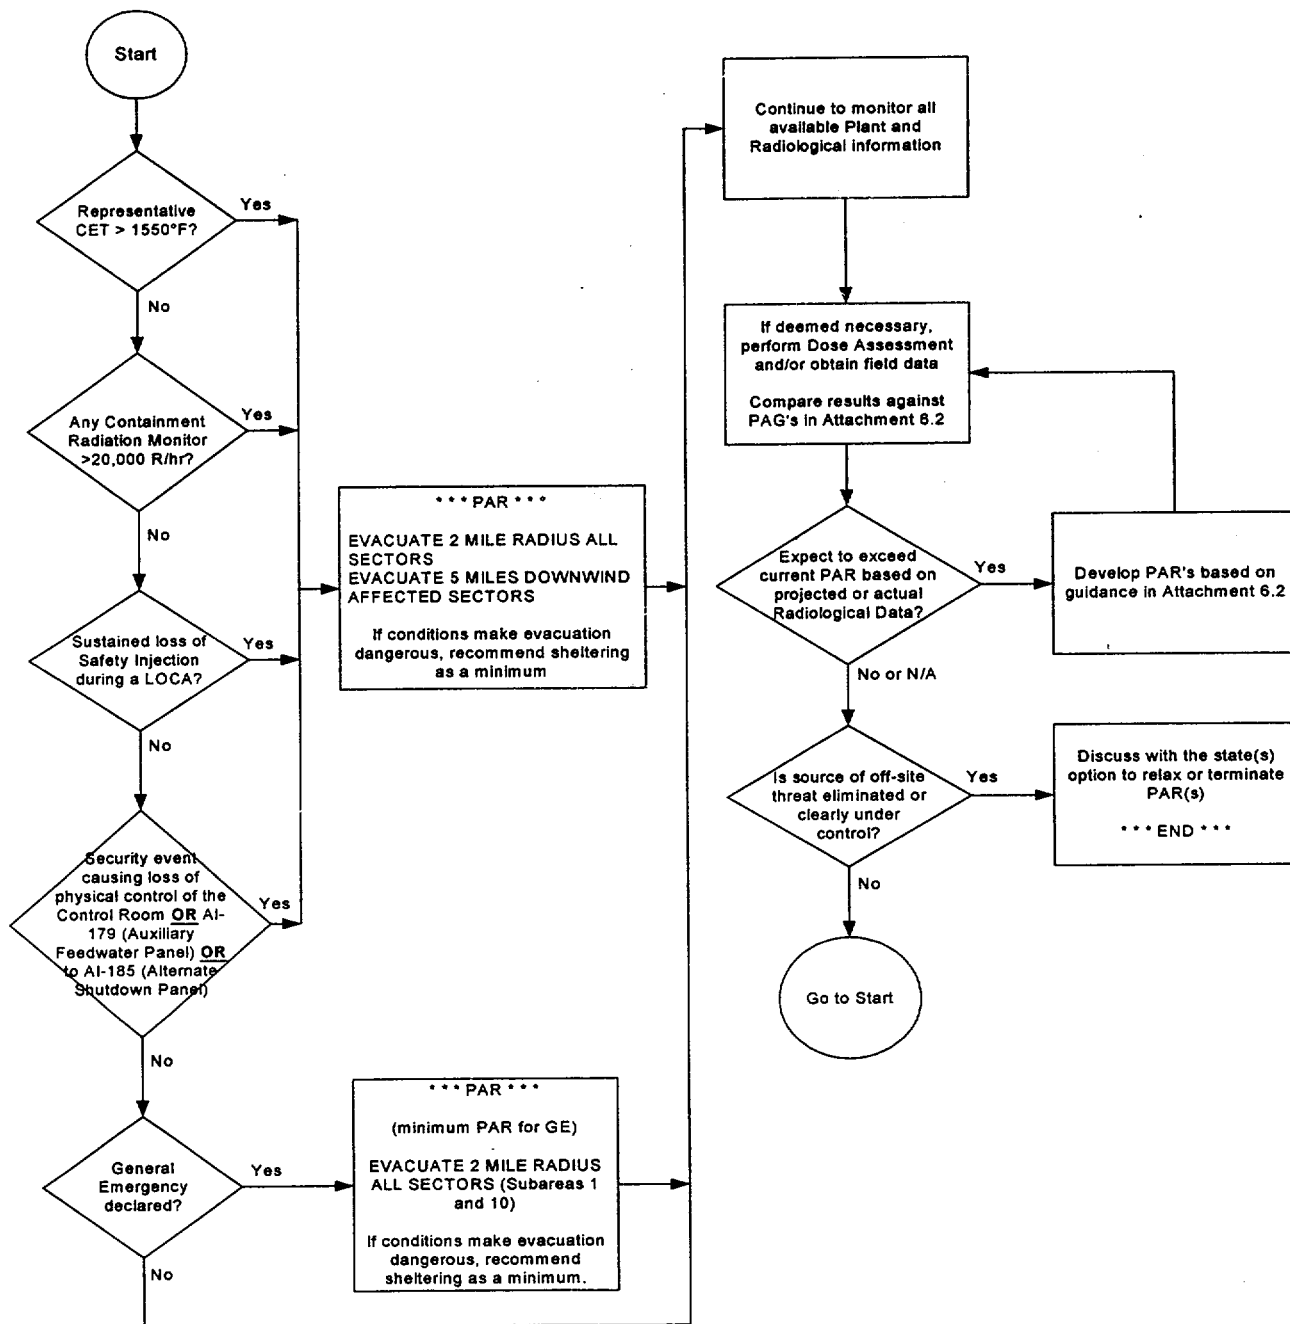 Start
Representative
CET > 1550°F?
Yes
No
Any Containment
Radiation Monitor
>20,000 R/hr?
Yes
No
Sustained loss of
Safety Injection
during a LOCA?
Yes
No
Security event
causing loss of
physical control of the
Control Room OR AI-
179 (Auxiliary
Feedwater Panel) OR
to AI-185 (Alternate
Shutdown Panel)
Yes
No
General
Emergency
declared?
Yes
No
* * * PAR * * *
EVACUATE 2 MILE RADIUS ALL
SECTORS
EVACUATE 5 MILES DOWNWIND
AFFECTED SECTORS
If conditions make evacuation
dangerous, recommend sheltering
as a minimum
* * * PAR * * *
(minimum PAR for GE)
EVACUATE 2 MILE RADIUS
ALL SECTORS (Subareas 1
and 10)
If conditions make evacuation
dangerous, recommend
sheltering as a minimum.
Continue to monitor all
available Plant and
Radiological information
If deemed necessary,
perform Dose Assessment
and/or obtain field data
Compare results against
PAG's in Attachment 6.2
Expect to exceed
current PAR based on
projected or actual
Radiological Data?
Yes
Develop PAR's based on
guidance in Attachment 6.2
No or N/A
Is source of off-site
threat eliminated or
clearly under
control?
Yes
Discuss with the state(s)
option to relax or terminate
PAR(s)
* * * END * * *
No
Go to Start